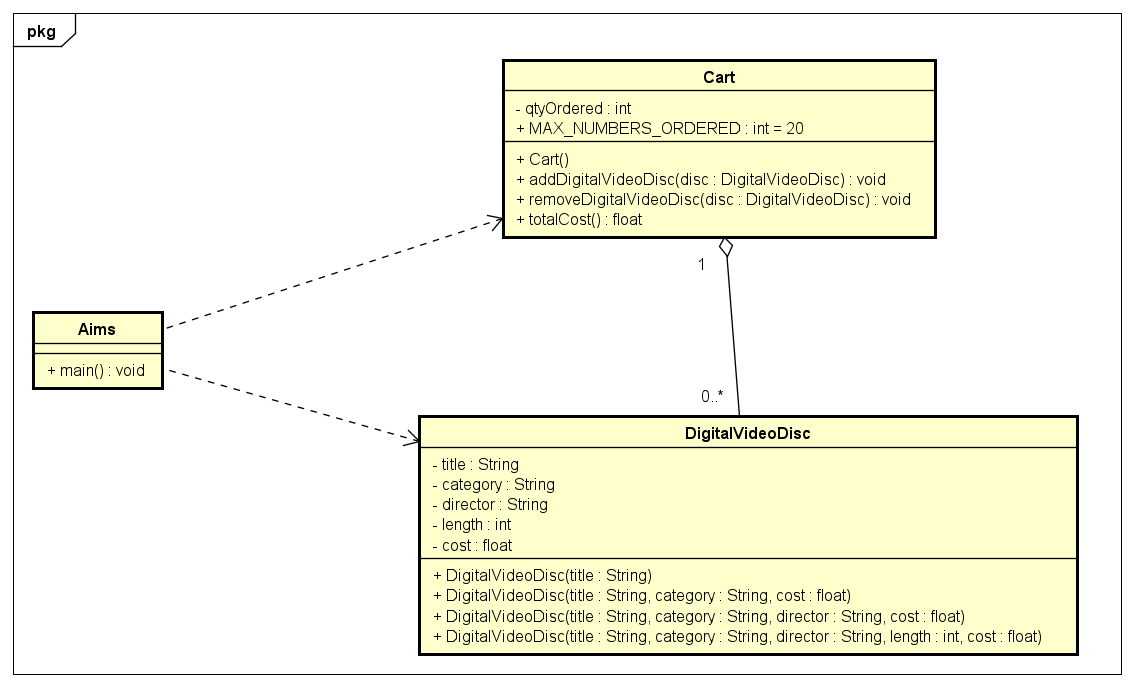 pkg
Cart
- qtyOrdered : int
+ MAX_NUMBERS_ORDERED : int = 20
+ Cart()
+ addDigitalVideoDisc(disc : DigitalVideoDisc) : void
+ removeDigitalVideoDisc(disc : DigitalVideoDisc) : void
+ totalCost() : float
1
Aims
+ main() : void
0..*
DigitalVideoDisc
- title : String
- category : String
- director : String
- length : int
- cost : float
+ DigitalVideoDisc(title : String)
+ DigitalVideoDisc(title : String, category : String, cost : float)
+ DigitalVideoDisc(title : String, category : String, director : String, cost : float)
+ DigitalVideoDisc(title : String, category : String, director : String, length : int, cost : float)